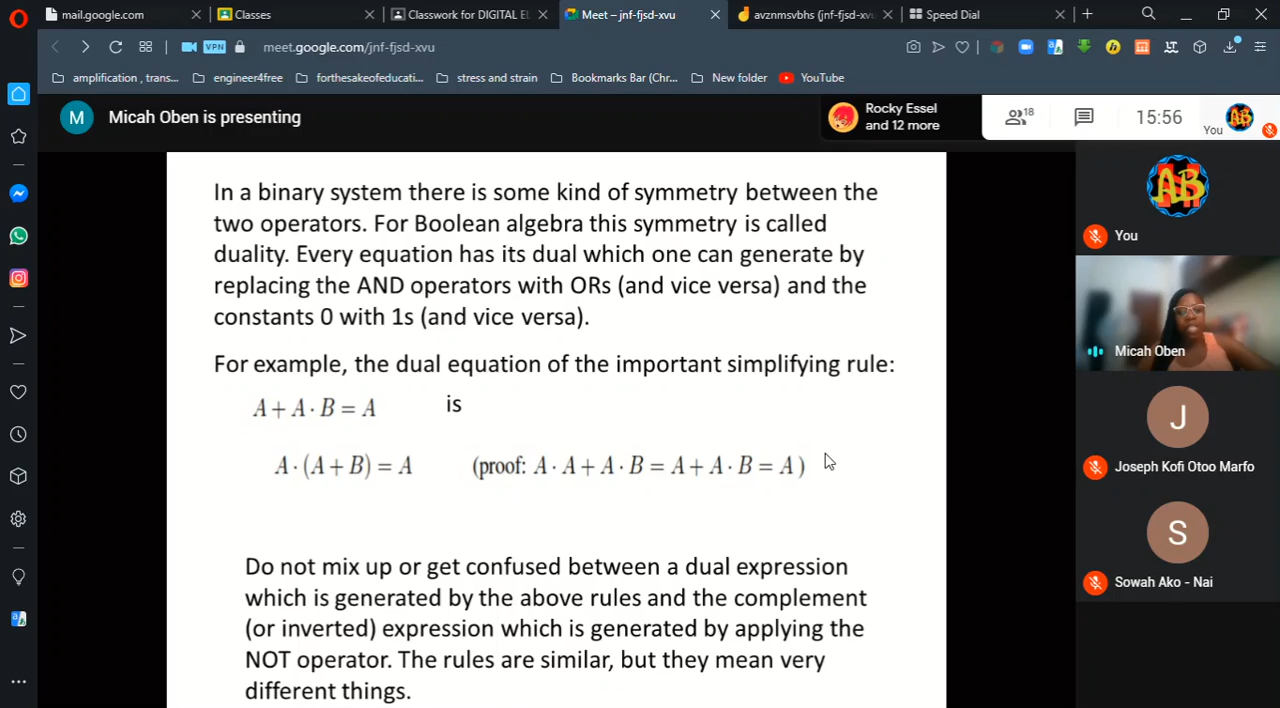 mail.google.com
Classes
Classwork for DIGITAL EL
Meet – jnf-fjsd-xvu
avznmsvbhs (jnf-fjsd-xv
Speed Dial
VPN
meet.google.com/jnf-fjsd-xvu
amplification , trans...
engineer4free
forthesakeofeducati...
stress and strain
Bookmarks Bar (Chr...
New folder
YouTube
M
Micah Oben is presenting
Rocky Essel
and 12 more
18
15:56
You
In a binary system there is some kind of symmetry between the
two operators. For Boolean algebra this symmetry is called
duality. Every equation has its dual which one can generate by
replacing the AND operators with ORs (and vice versa) and the
constants 0 with 1s (and vice versa).
For example, the dual equation of the important simplifying rule:
A + A · B = A is
A · (A + B) = A (proof: A · A + A · B = A + A · B = A )
Do not mix up or get confused between a dual expression
which is generated by the above rules and the complement
(or inverted) expression which is generated by applying the
NOT operator. The rules are similar, but they mean very
different things.
AB
You
Micah Oben
J
Joseph Kofi Otoo Marfo
S
Sowah Ako - Nai